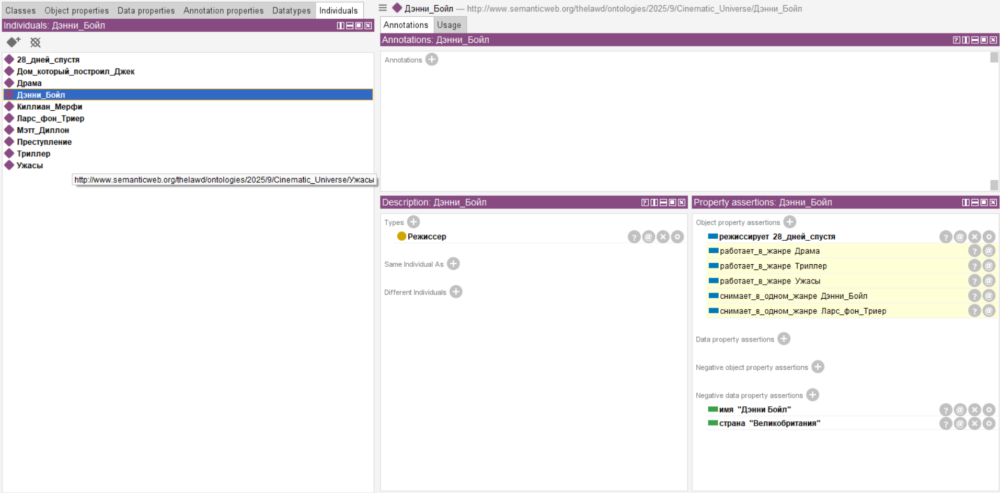 Classes Object properties Data properties Annotation properties Datatypes Individuals
Individuals: Дэнни_Бойл
28_дней_спустя
Дом_который_построил_Джек
Драма
Дэнни_Бойл
Киллиан_Мерфи
Ларс_фон_Триер
Мэтт_Диллон
Преступление
Триллер
Ужасы
http://www.semanticweb.org/thelawd/ontologies/2025/9/Cinematic_Universe/Ужасы
Дэнни_Бойл — http://www.semanticweb.org/thelawd/ontologies/2025/9/Cinematic_Universe/Дэнни_Бойл
Annotations Usage
Annotations: Дэнни_Бойл
Annotations
Description: Дэнни_Бойл
Types
Режиссер
Same Individual As
Different Individuals
Property assertions: Дэнни_Бойл
Object property assertions
режиссирует 28_дней_спустя
работает_в_жанре Драма
работает_в_жанре Триллер
работает_в_жанре Ужасы
снимает_в_одном_жанре Дэнни_Бойл
снимает_в_одном_жанре Ларс_фон_Триер
Data property assertions
Negative object property assertions
Negative data property assertions
имя "Дэнни Бойл"
страна "Великобритания"